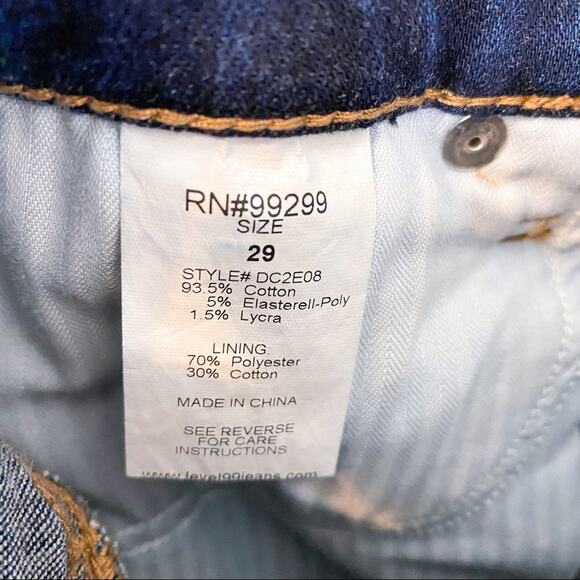 RN#99299
SIZE
29
STYLE# DC2E08
93.5% Cotton
5% Elasterell-Poly
1.5% Lycra
LINING:
70% Polyester
30% Cotton
MADE IN CHINA
SEE REVERSE
FOR CARE
INSTRUCTIONS
www.level99jeans.com